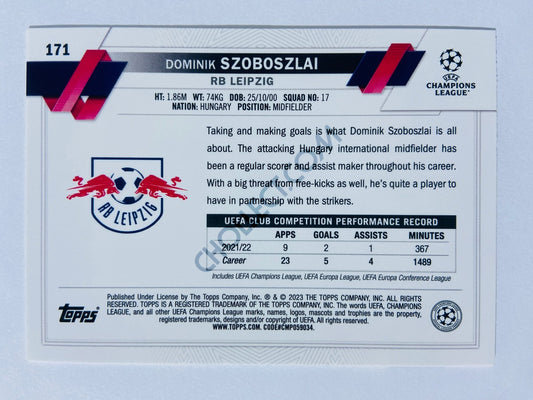 171
DOMINIK SZOBOSZLAI
RB LEIPZIG
UEFA
CHAMPIONS
LEAGUE
HT: 1.86M WT: 74KG DOB: 25/10/00 SQUAD NO: 17
NATION: HUNGARY POSITION: MIDFIELDER
Taking and making goals is what Dominik Szoboszlai is all
about. The attacking Hungary international midfielder has
been a regular scorer and assist maker throughout his career.
With a big threat from free-kicks as well, he's quite a player to
have in partnership with the strikers.
RB LEIPZIG
CHOLLECT.COM
UEFA CLUB COMPETITION PERFORMANCE RECORD
APPS GOALS ASSISTS MINUTES
2021/22 9 2 1 367
Career 23 5 4 1489
Includes UEFA Champions League, UEFA Europa League, UEFA Europa Conference League
Topps
Published Under License by The Topps Company, Inc. ® & © 2023 THE TOPPS COMPANY, INC. ALL RIGHTS
RESERVED. TOPPS IS A REGISTERED TRADEMARK OF THE TOPPS COMPANY, INC. The words UEFA, CHAMPIONS
LEAGUE, and all other UEFA Champions League marks, names, logos, mascots and trophies are the property,
registered trademarks, designs and/or copyright of UEFA. All rights reserved.
WWW.TOPPS.COM. CODE#CMP059034.